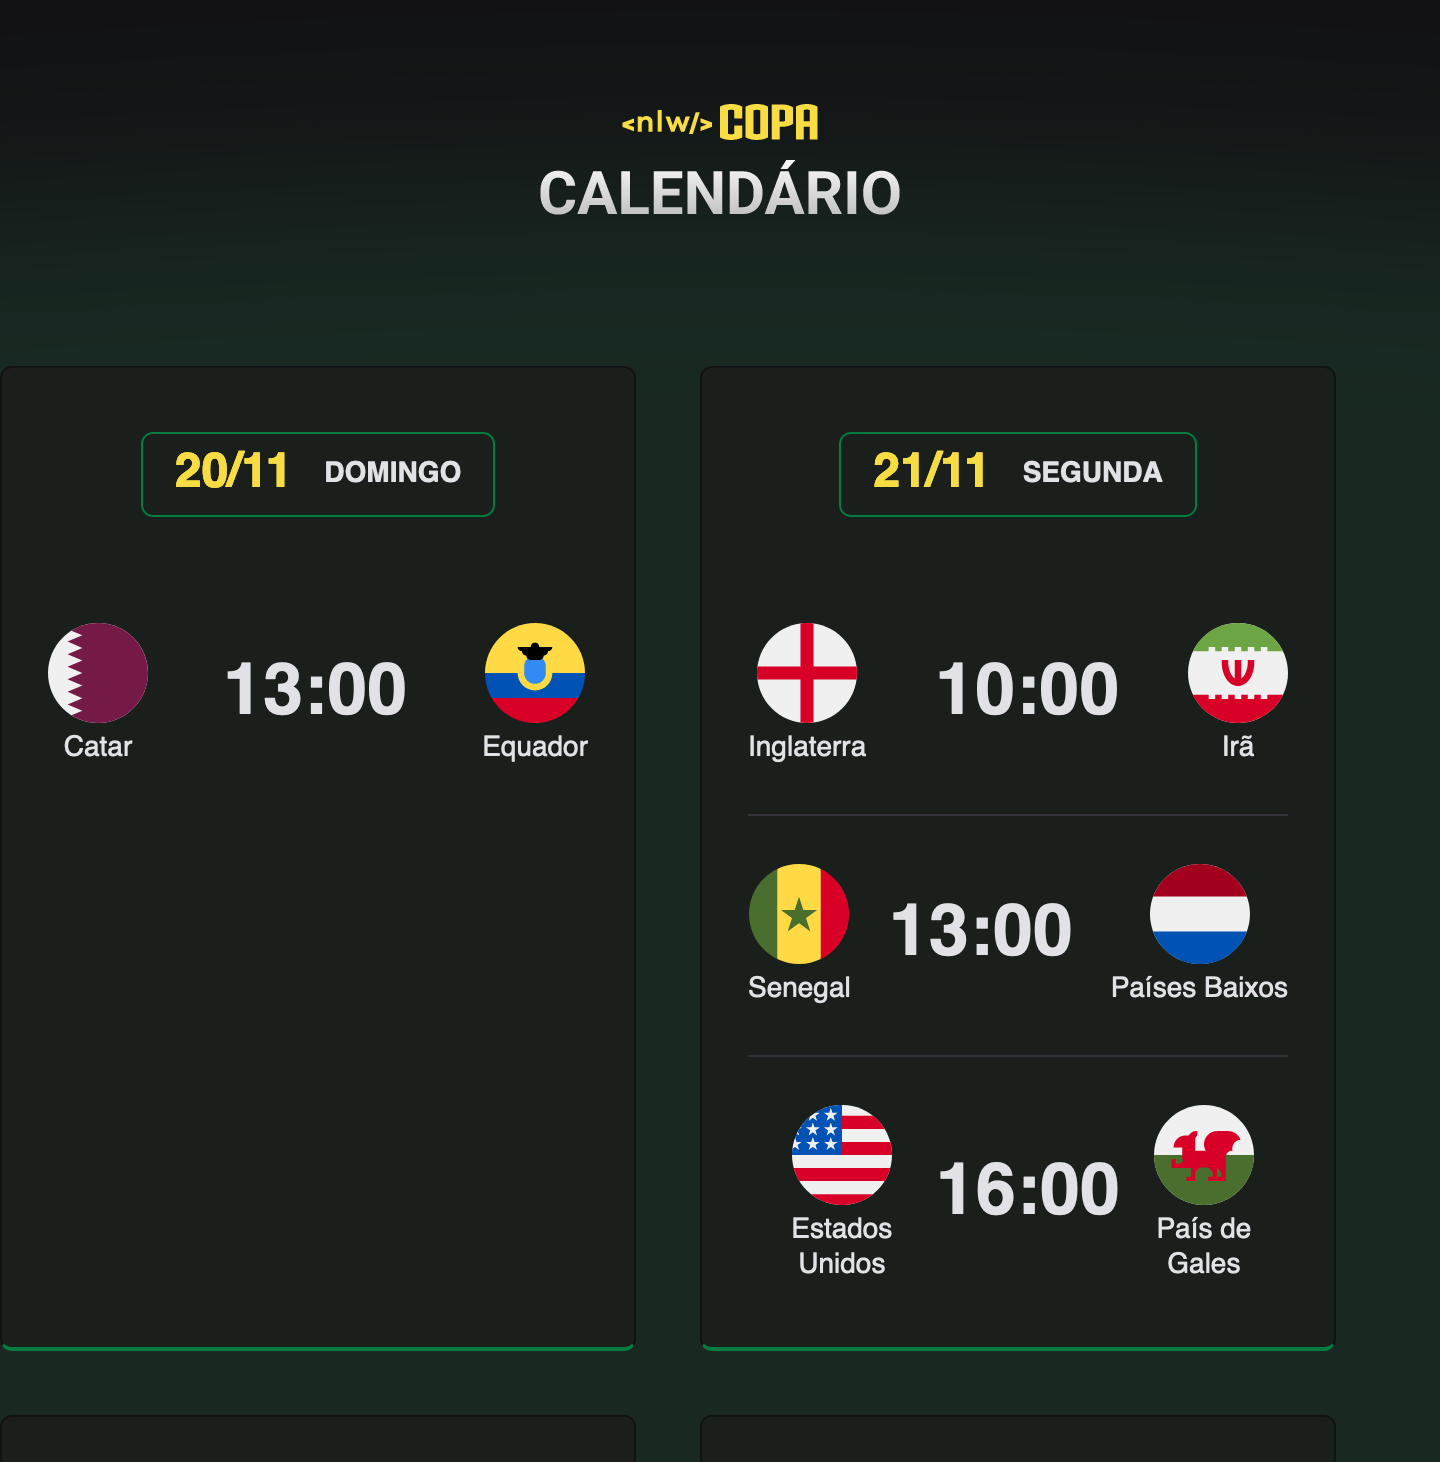 <nlw/> COPA
CALENDÁRIO
20/11 DOMINGO
13:00
Catar
Equador
21/11 SEGUNDA
10:00
Inglaterra
Irã
13:00
Senegal
Países Baixos
16:00
Estados
Unidos
País de
Gales